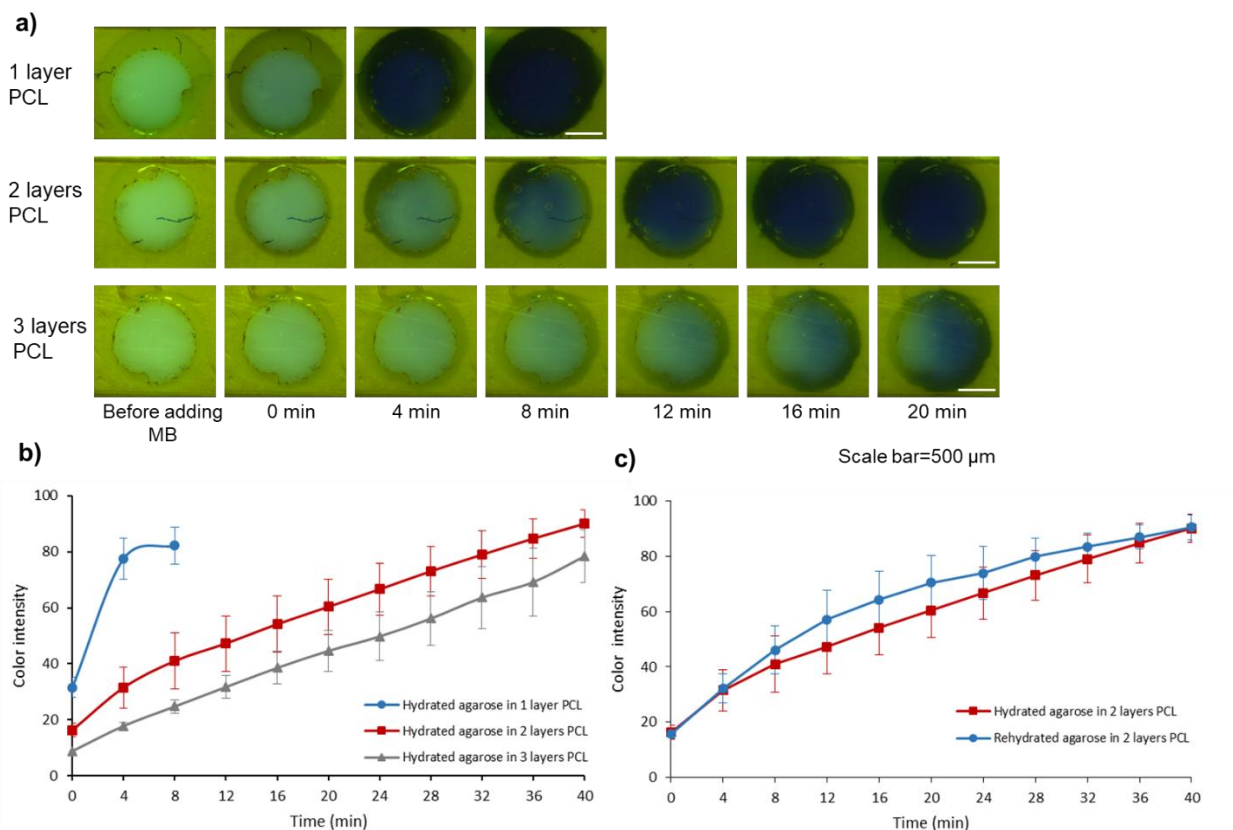 a)
1 layer
PCL
2 layers
PCL
3 layers
PCL
Before adding
MB
0 min
4 min
8 min
12 min
16 min
20 min
Scale bar=500 µm
b)
100
80
60
40
20
0
Color intensity
0 4 8 12 16 20 24 28 32 36 40
Time (min)
Hydrated agarose in 1 layer PCL
Hydrated agarose in 2 layers PCL
Hydrated agarose in 3 layers PCL
c)
100
80
60
40
20
0
Color intensity
0 4 8 12 16 20 24 28 32 36 40
Time (min)
Hydrated agarose in 2 layers PCL
Rehydrated agarose in 2 layers PCL